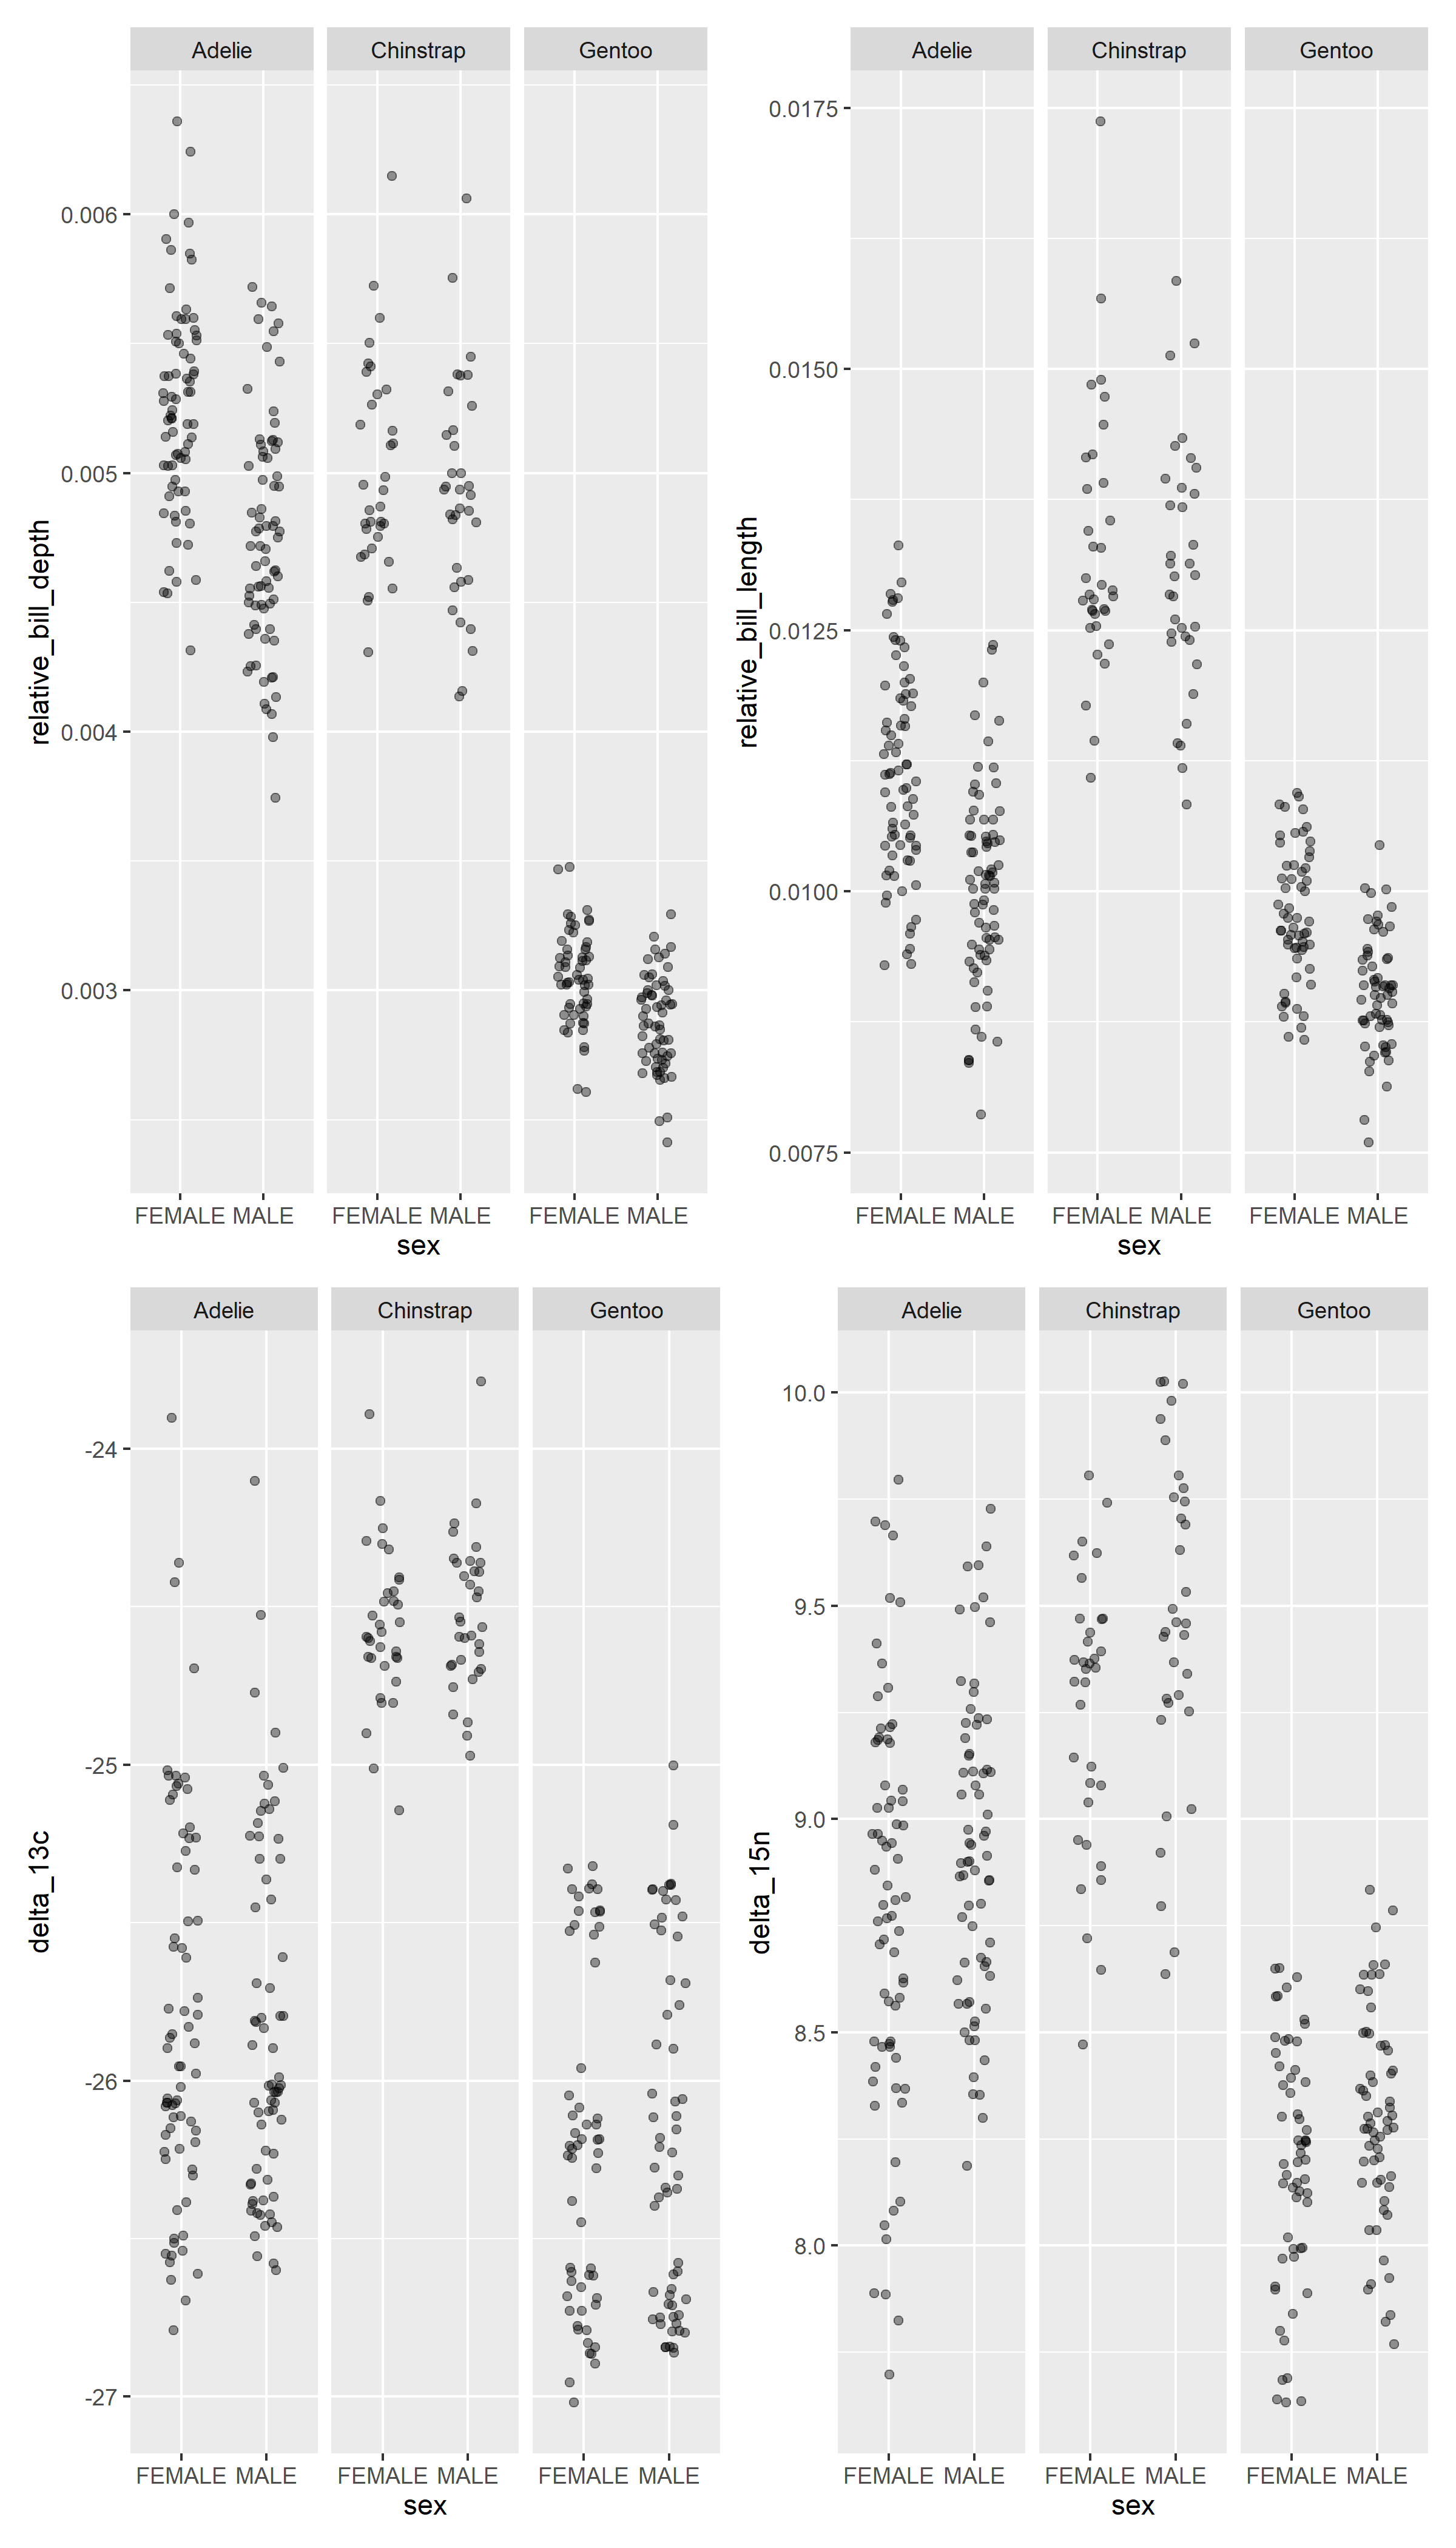 Adelie Chinstrap Gentoo
relative_bill_depth
0.006
0.005
0.004
0.003
FEMALE MALE FEMALE MALE FEMALE MALE
sex
Adelie Chinstrap Gentoo
relative_bill_length
0.0175
0.0150
0.0125
0.0100
0.0075
FEMALE MALE FEMALE MALE FEMALE MALE
sex
Adelie Chinstrap Gentoo
delta_13c
-24
-25
-26
-27
FEMALE MALE FEMALE MALE FEMALE MALE
sex
Adelie Chinstrap Gentoo
delta_15n
10.0
9.5
9.0
8.5
8.0
FEMALE MALE FEMALE MALE FEMALE MALE
sex